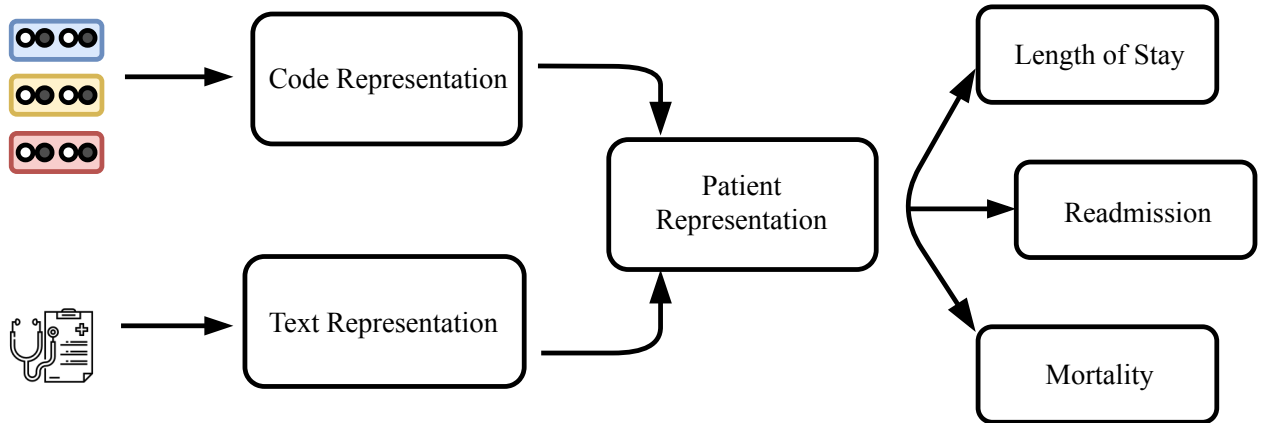 Code Representation
Text Representation
Patient
Representation
Length of Stay
Readmission
Mortality